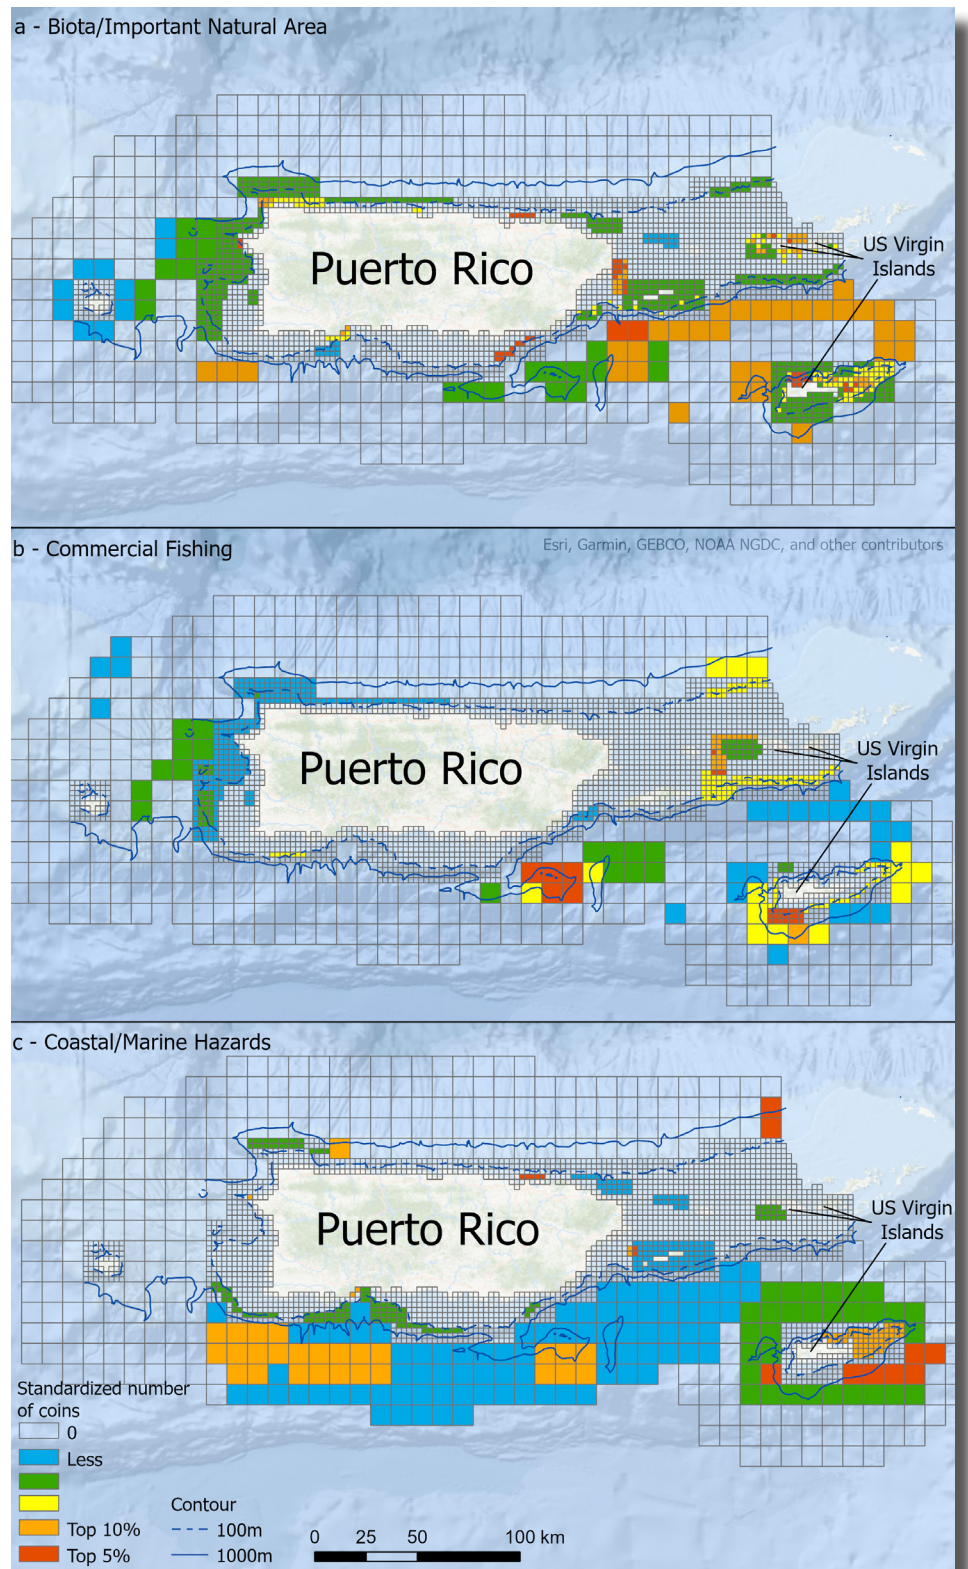 a - Biota/Important Natural Area
Puerto Rico
US Virgin
Islands
b - Commercial Fishing
Esri, Garmin, GEBCO, NOAA NGDC, and other contributors
Puerto Rico
US Virgin
Islands
c - Coastal/Marine Hazards
Puerto Rico
US Virgin
Islands
Standardized number
of coins
0
Less
Top 10%
Top 5%
Contour
100m
1000m
0 25 50 100 km